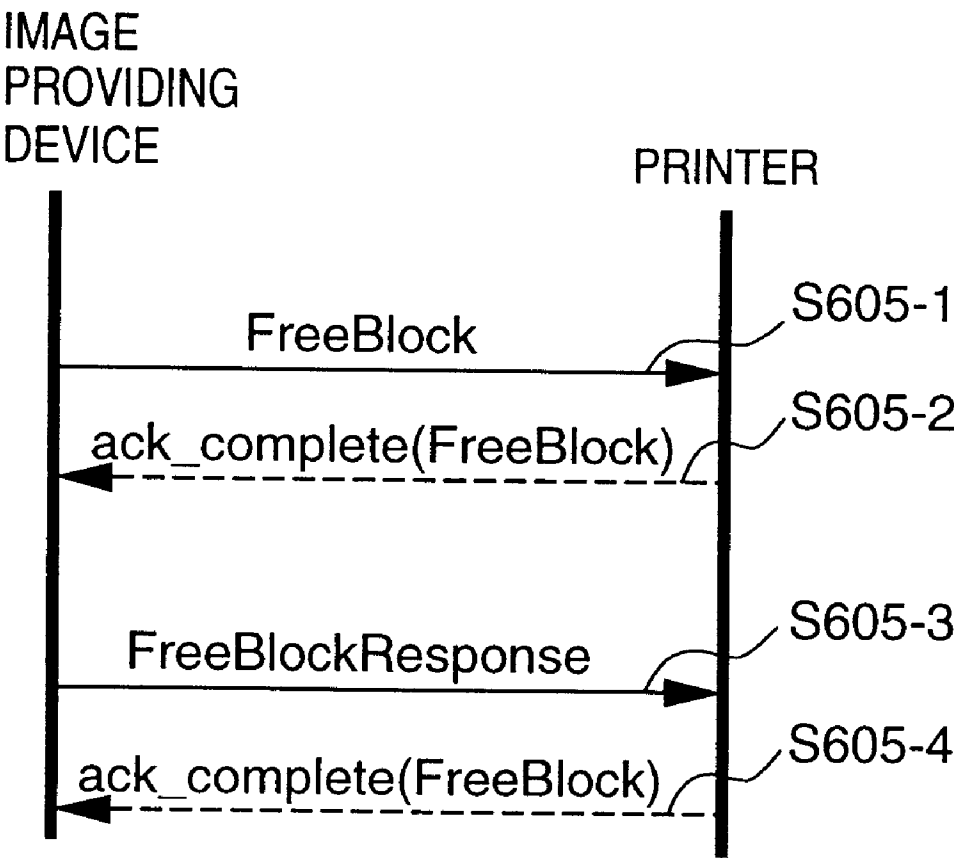 IMAGE
PROVIDING
DEVICE
PRINTER
S605-1
FreeBlock
S605-2
ack_complete(FreeBlock)
S605-3
FreeBlockResponse
S605-4
ack_complete(FreeBlock)